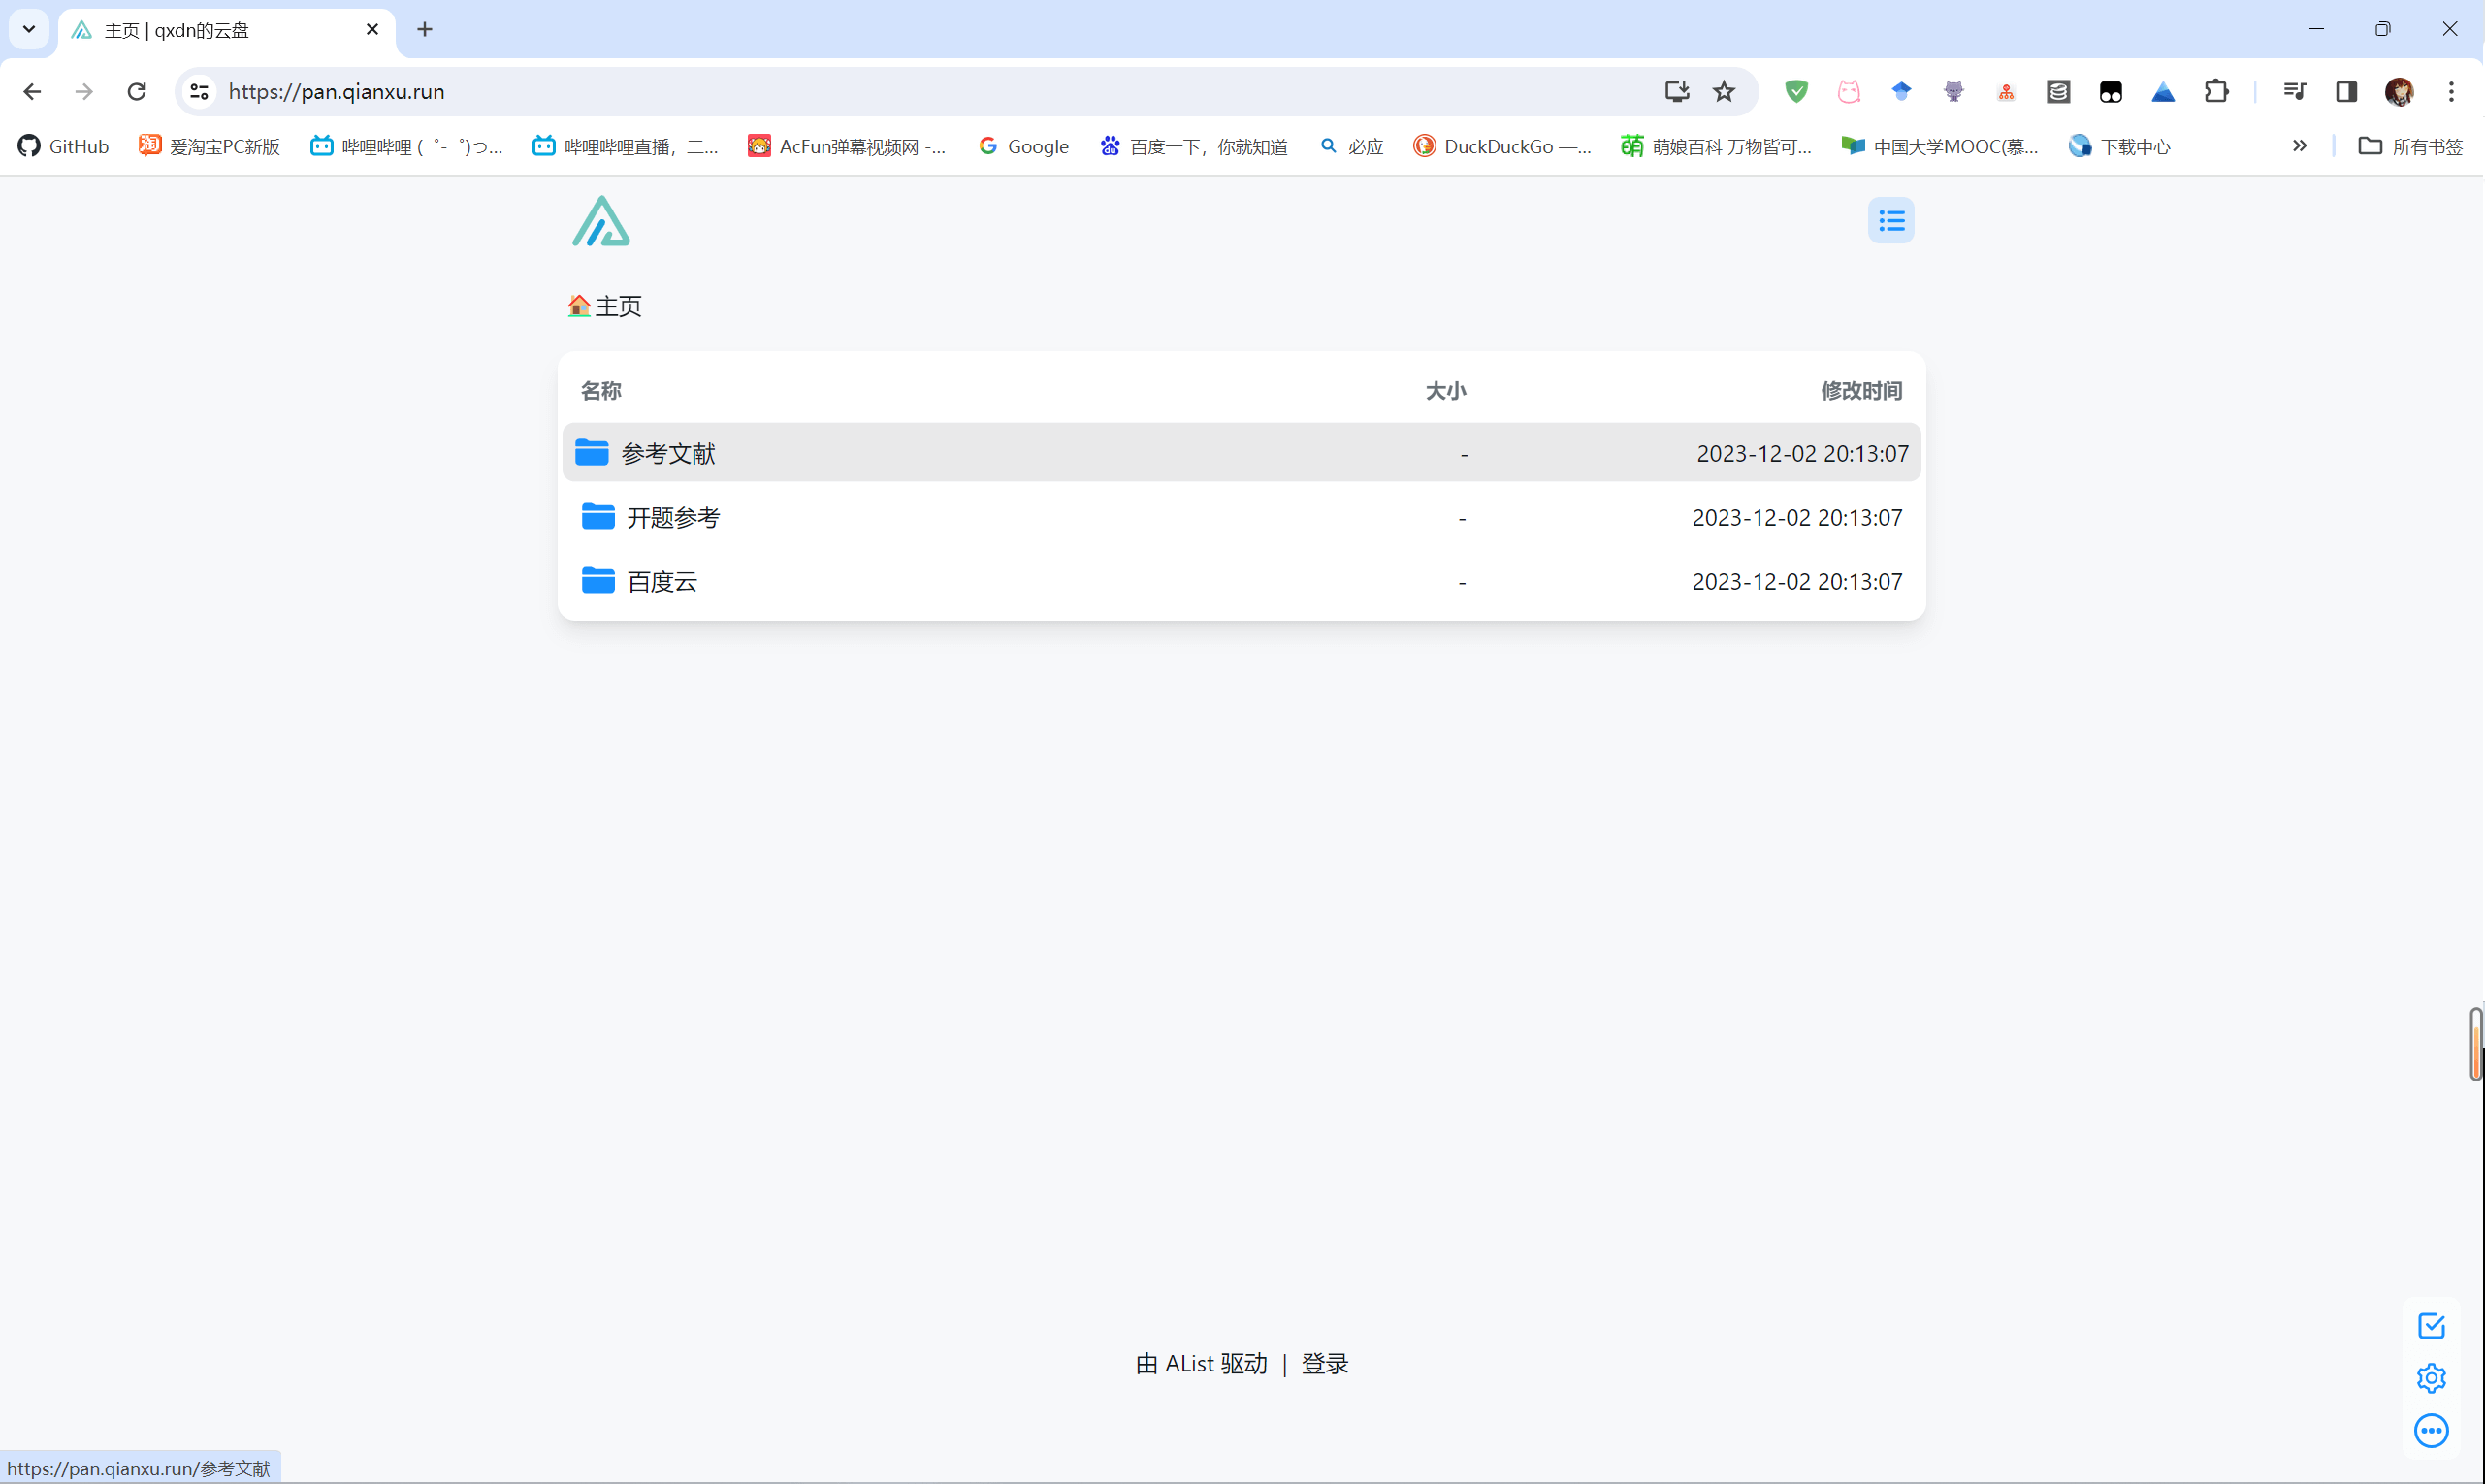 主页 | qxdn的云盘
https://pan.qianxu.run
GitHub 爱淘宝PC新版 哔哩哔哩 (゜-゜)つ... 哔哩哔哩直播，二... AcFun弹幕视频网 -... Google 百度一下，你就知道 必应 DuckDuckGo —... 萌娘百科 万物皆可... 中国大学MOOC(慕... 下载中心 » 所有书签
主页
名称 大小 修改时间
参考文献 - 2023-12-02 20:13:07
开题参考 - 2023-12-02 20:13:07
百度云 - 2023-12-02 20:13:07
由 AList 驱动 | 登录
https://pan.qianxu.run/参考文献